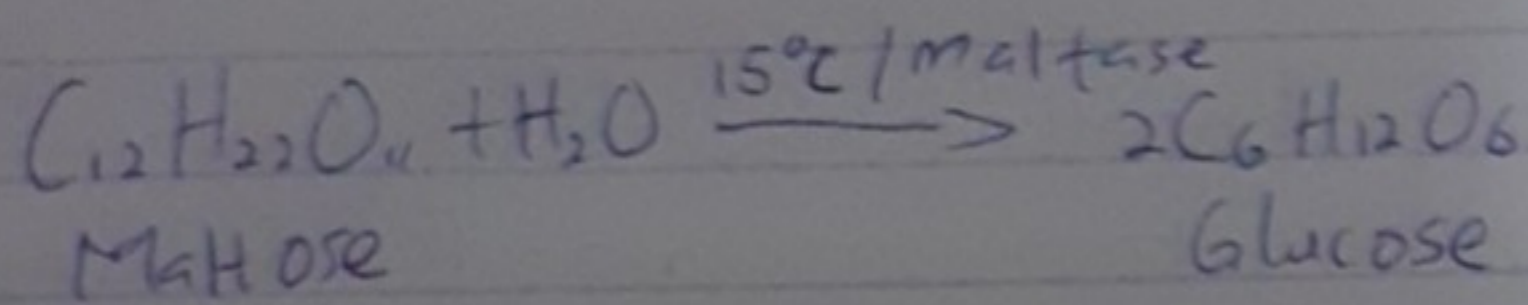 15℃/maltase
C₁₂H₂₂O₁₁ + H₂O ⟶ 2C₆H₁₂O₆
Maltose Glucose